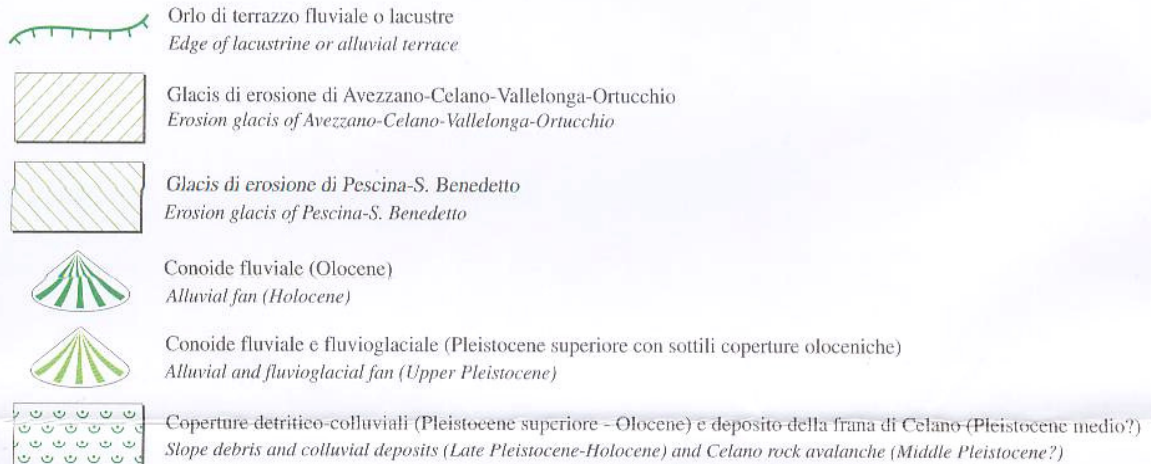 Orlo di terrazzo fluviale o lacustre
Edge of lacustrine or alluvial terrace
Glacis di erosione di Avezzano-Celano-Vallelonga-Ortucchio
Erosion glacis of Avezzano-Celano-Vallelonga-Ortucchio
Glacis di erosione di Pescina-S. Benedetto
Erosion glacis of Pescina-S. Benedetto
Conoide fluviale (Olocene)
Alluvial fan (Holocene)
Conoide fluviale e fluvioglaciale (Pleistocene superiore con sottili coperture oloceniche)
Alluvial and fluvioglacial fan (Upper Pleistocene)
Coperture detritico-colluviali (Pleistocene superiore - Olocene) e deposito della frana di Celano (Pleistocene medio?)
Slope debris and colluvial deposits (Late Pleistocene-Holocene) and Celano rock avalanche (Middle Pleistocene?)